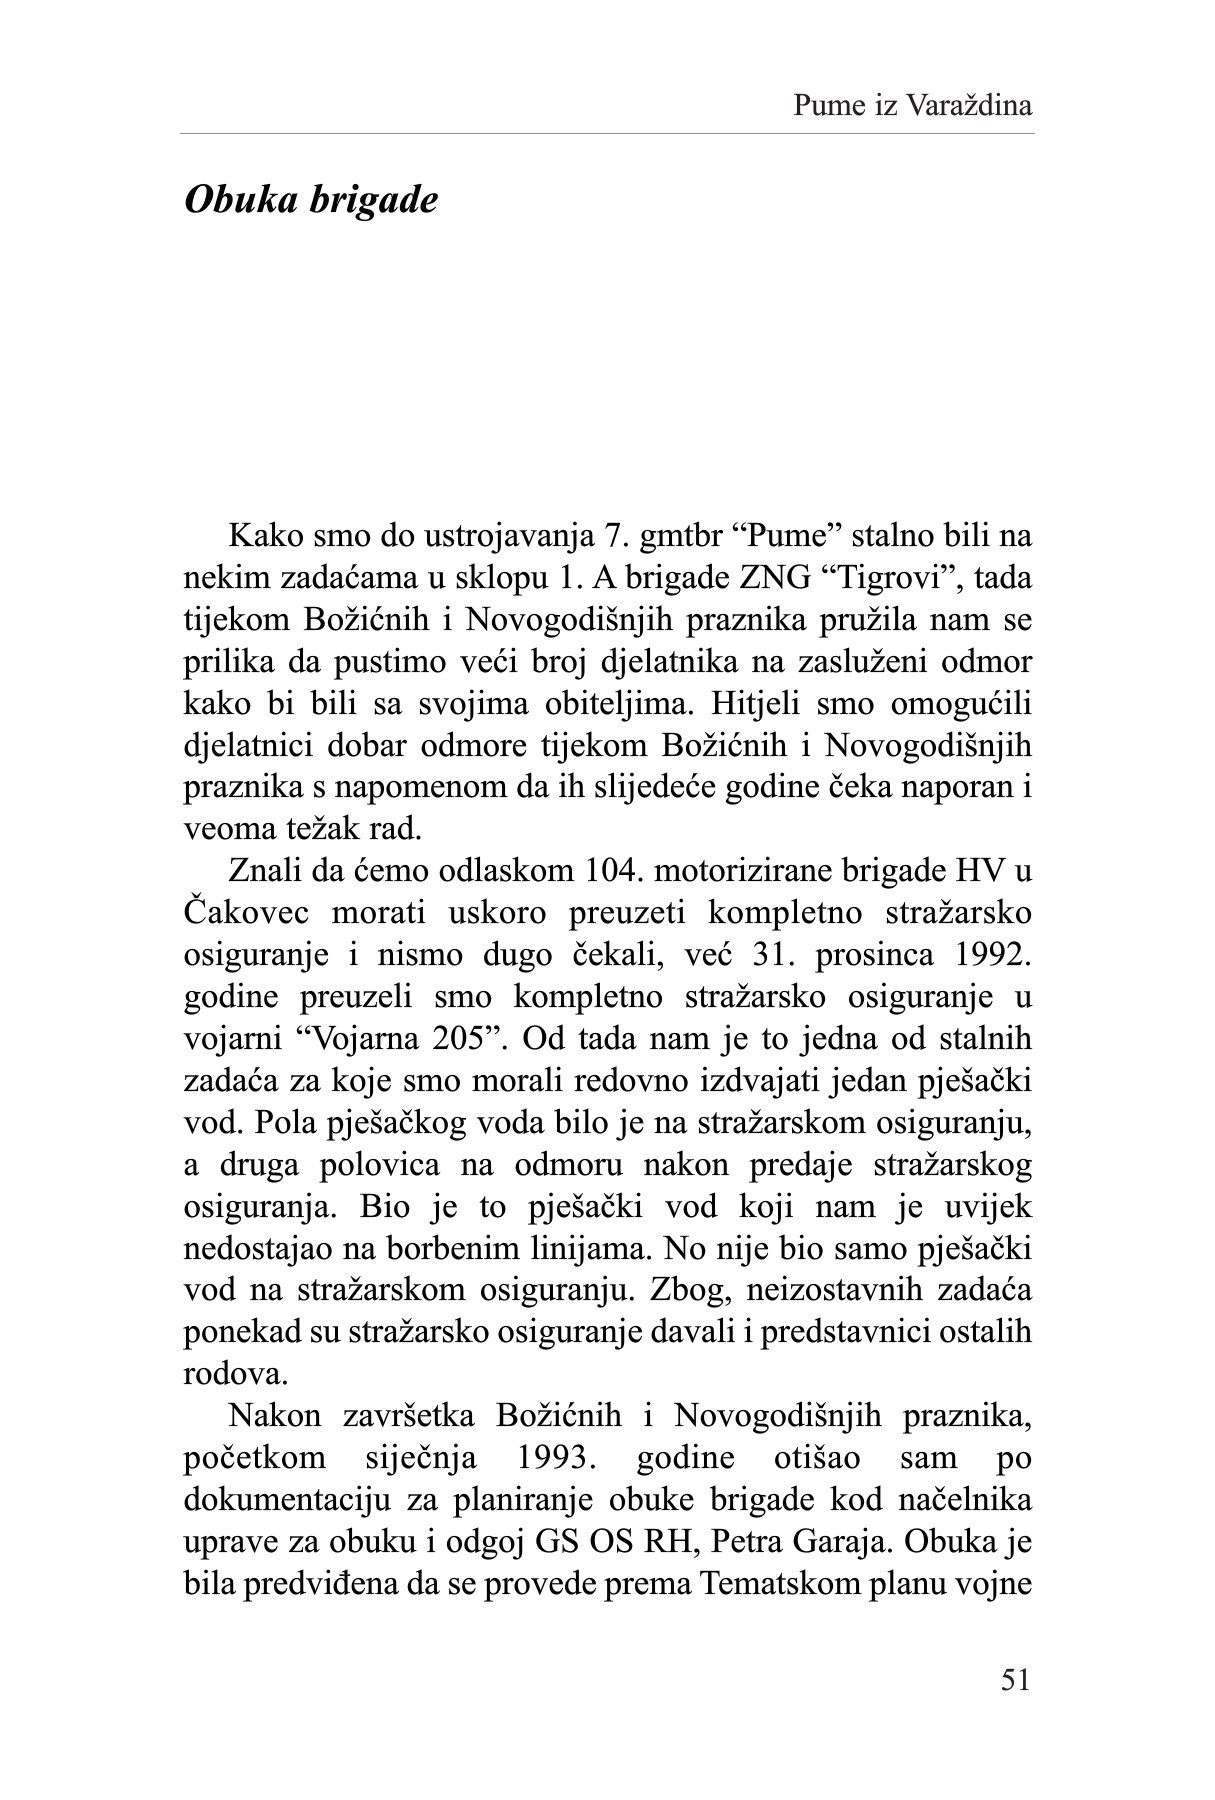 Pume iz Varaždina
Obuka brigade
Kako smo do ustrojavanja 7. gmtbr “Pume” stalno bili na
nekim zadaćama u sklopu 1. A brigade ZNG “Tigrovi”, tada
tijekom Božićnih i Novogodišnjih praznika pružila nam se
prilika da pustimo veći broj djelatnika na zasluženi odmor
kako bi bili sa svojima obiteljima. Hitjeli smo omogućili
djelatnici dobar odmore tijekom Božićnih i Novogodišnjih
praznika s napomenom da ih slijedeće godine čeka naporan i
veoma težak rad.
Znali da ćemo odlaskom 104. motorizirane brigade HV u
Čakovec morati uskoro preuzeti kompletno stražarsko
osiguranje i nismo dugo čekali, već 31. prosinca 1992.
godine preuzeli smo kompletno stražarsko osiguranje u
vojarni “Vojarna 205”. Od tada nam je to jedna od stalnih
zadaća za koje smo morali redovno izdvajati jedan pješački
vod. Pola pješačkog voda bilo je na stražarskom osiguranju,
a druga polovica na odmoru nakon predaje stražarskog
osiguranja. Bio je to pješački vod koji nam je uvijek
nedostajao na borbenim linijama. No nije bio samo pješački
vod na stražarskom osiguranju. Zbog, neizostavnih zadaća
ponekad su stražarsko osiguranje davali i predstavnici ostalih
rodova.
Nakon završetka Božićnih i Novogodišnjih praznika,
početkom siječnja 1993. godine otišao sam po
dokumentaciju za planiranje obuke brigade kod načelnika
uprave za obuku i odgoj GS OS RH, Petra Garaja. Obuka je
bila predviđena da se provede prema Tematskom planu vojne
51